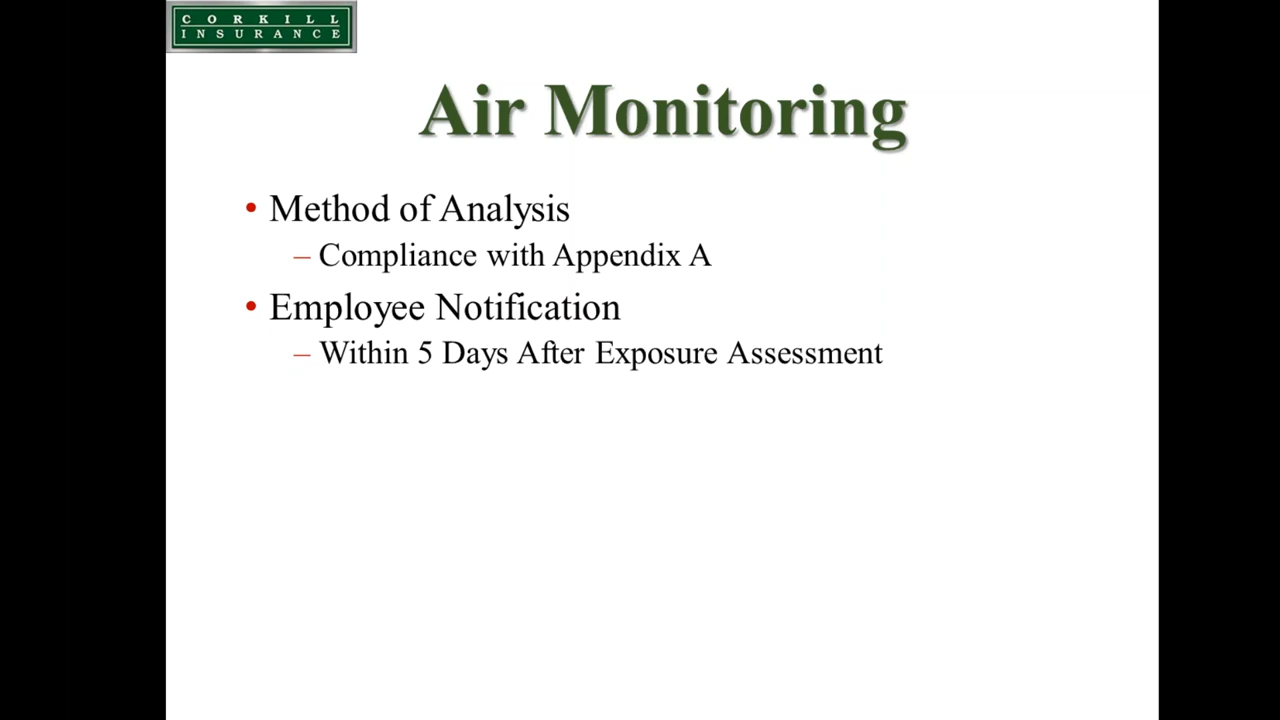 CORKILL
INSURANCE
Air Monitoring
• Method of Analysis
– Compliance with Appendix A
• Employee Notification
– Within 5 Days After Exposure Assessment